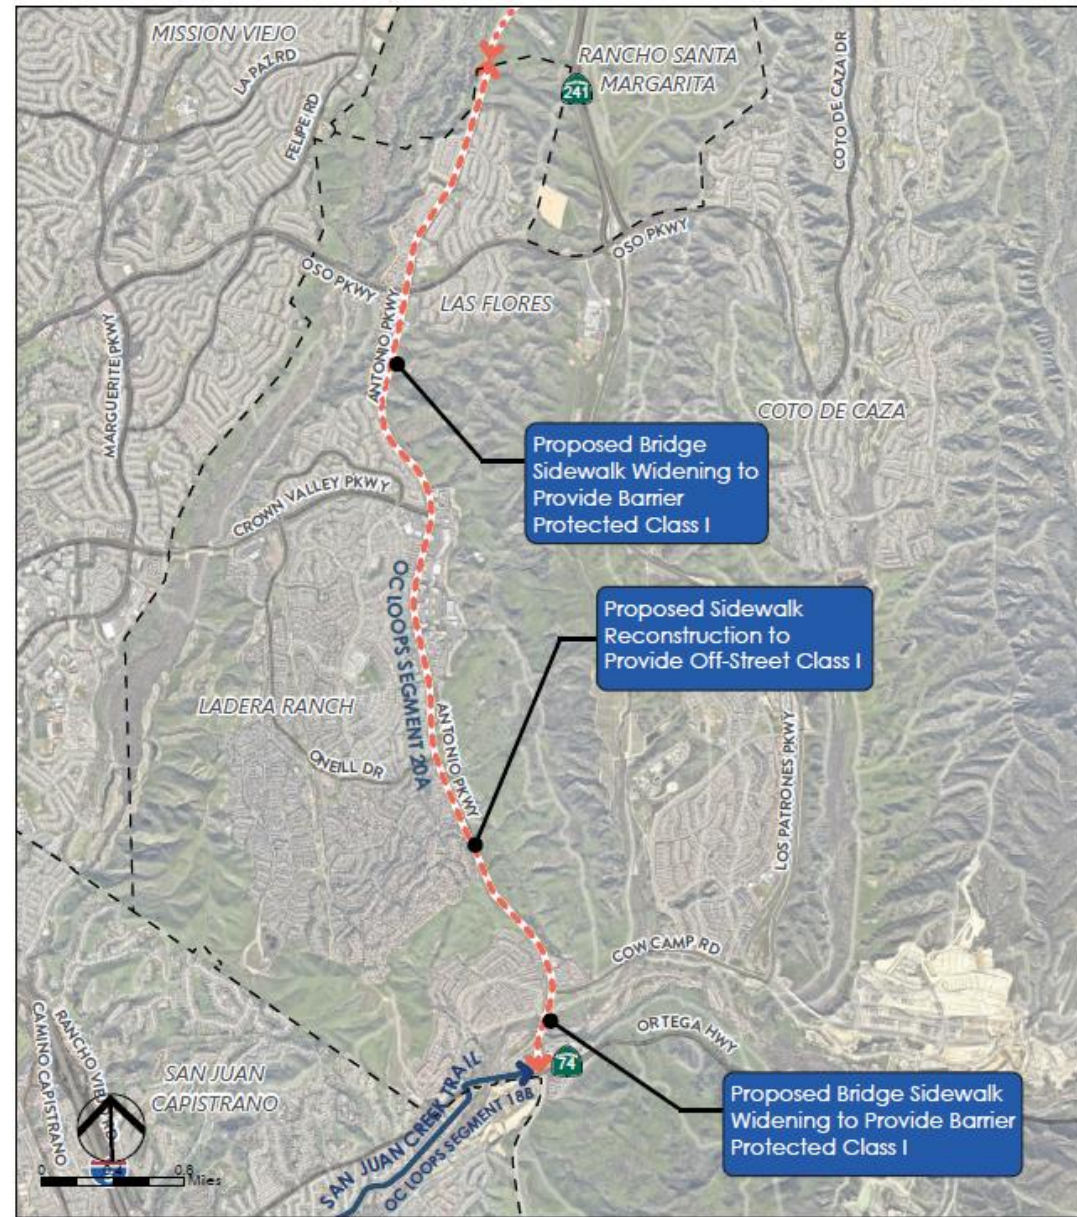 MISSION VIEJO
LA PAZ RD
FELIPE RD
RANCHO SANTA
MARGARITA
241
COTO DE CAZA DR
OSO PKWY
OSO PKWY
LAS FLORES
ANTONIO PKWY
MARGUERITE PKWY
COTO DE CAZA
Proposed Bridge
Sidewalk Widening to
Provide Barrier
Protected Class I
CROWN VALLEY PKWY
OC LOOPS SEGMENT 20A
Proposed Sidewalk
Reconstruction to
Provide Off-Street Class I
LADERA RANCH
ANTONIO PKWY
ONEILL DR
LOS PATRONES PKWY
COW CAMP RD
ORTEGA HWY
74
SAN JUAN
CAPISTRANO
RANCHO VIEJO RD
CAMINO CAPISTRANO
SAN JUAN CREEK TRAIL
OC LOOPS SEGMENT 18B
Proposed Bridge Sidewalk
Widening to Provide Barrier
Protected Class I
0 0.8
Miles